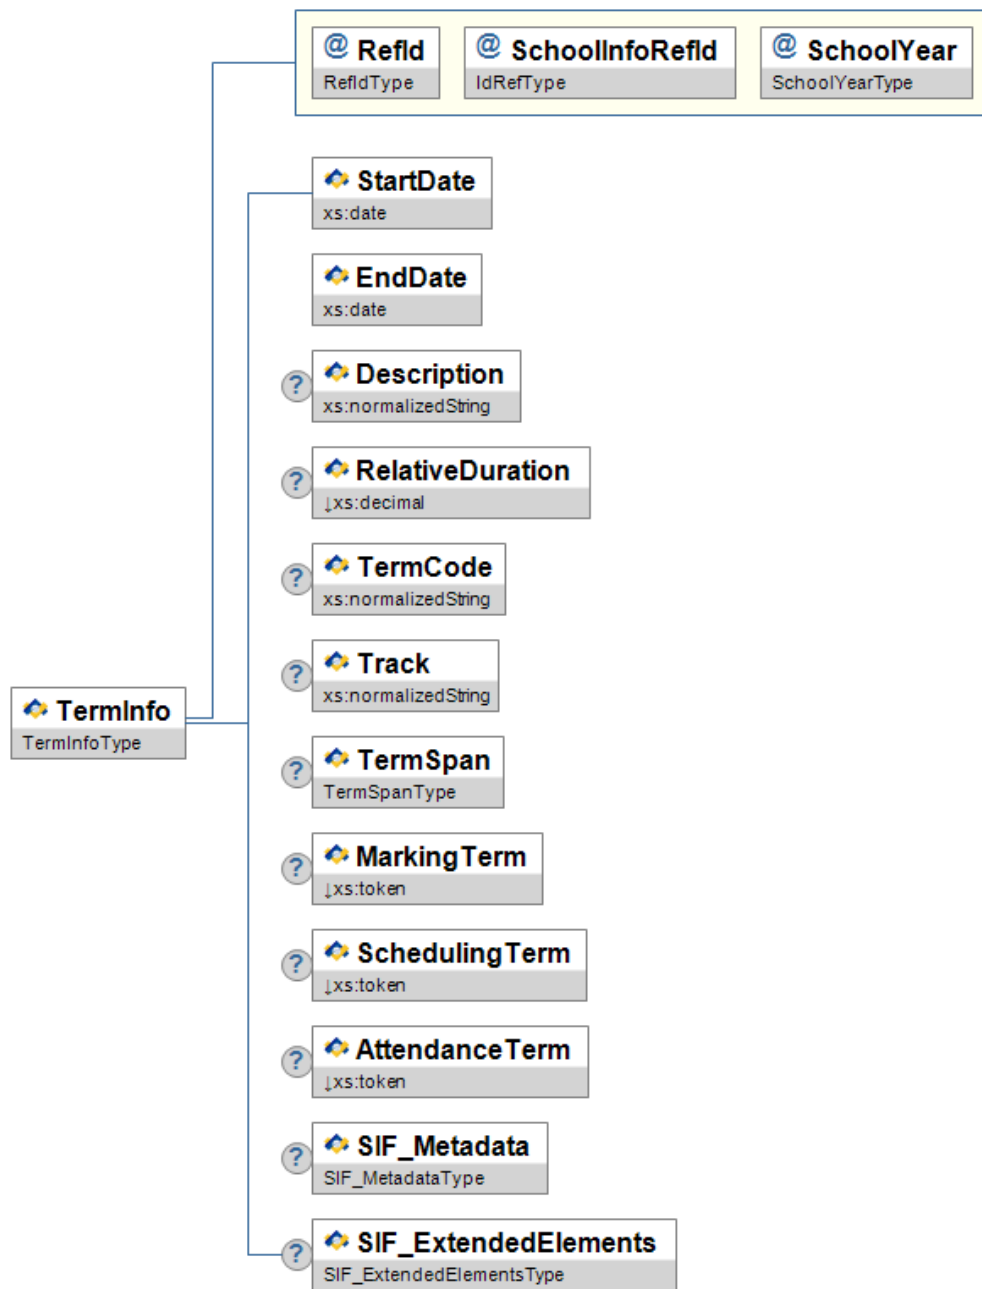 @ RefId
RefIdType
@ SchoolInfoRefId
IdRefType
@ SchoolYear
SchoolYearType
StartDate
xs:date
EndDate
xs:date
? Description
xs:normalizedString
? RelativeDuration
↓xs:decimal
? TermCode
xs:normalizedString
? Track
xs:normalizedString
TermInfo
TermInfoType
? TermSpan
TermSpanType
? MarkingTerm
↓xs:token
? SchedulingTerm
↓xs:token
? AttendanceTerm
↓xs:token
? SIF_Metadata
SIF_MetadataType
? SIF_ExtendedElements
SIF_ExtendedElementsType